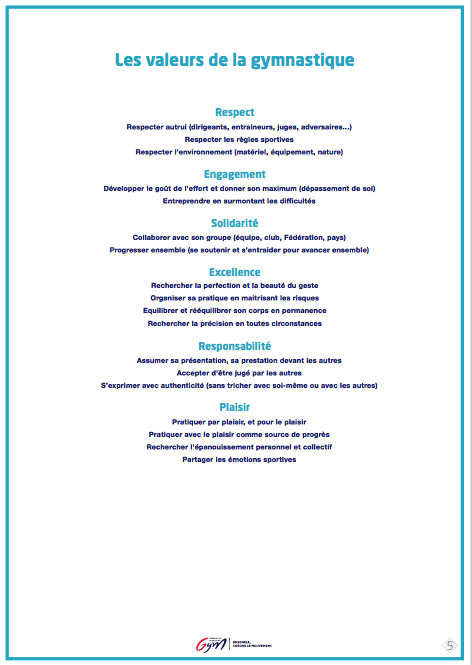 Les valeurs de la gymnastique
Respect
Respecter autrui (dirigeants, entraineurs, juges, adversaires...)
Respecter les règles sportives
Respecter l'environnement (matériel, équipement, nature)
Engagement
Développer le goût de l'effort et donner son maximum (dépassement de soi)
Entreprendre en surmontant les difficultés
Solidarité
Collaborer avec son groupe (équipe, club, Fédération, pays)
Progresser ensemble (se soutenir et s'entraider pour avancer ensemble)
Excellence
Rechercher la perfection et la beauté du geste
Organiser sa pratique en maitrisant les risques
Equilibrer et rééquilibrer son corps en permanence
Rechercher la précision en toutes circonstances
Responsabilité
Assumer sa présentation, sa prestation devant les autres
Accepter d'être jugé par les autres
S'exprimer avec authenticité (sans tricher avec soi-même ou avec les autres)
Plaisir
Pratiquer par plaisir, et pour le plaisir
Pratiquer avec le plaisir comme source de progrès
Rechercher l'épanouissement personnel et collectif
Partager les émotions sportives
Gym
ENSEMBLE,
CRÉONS LE MOUVEMENT
5